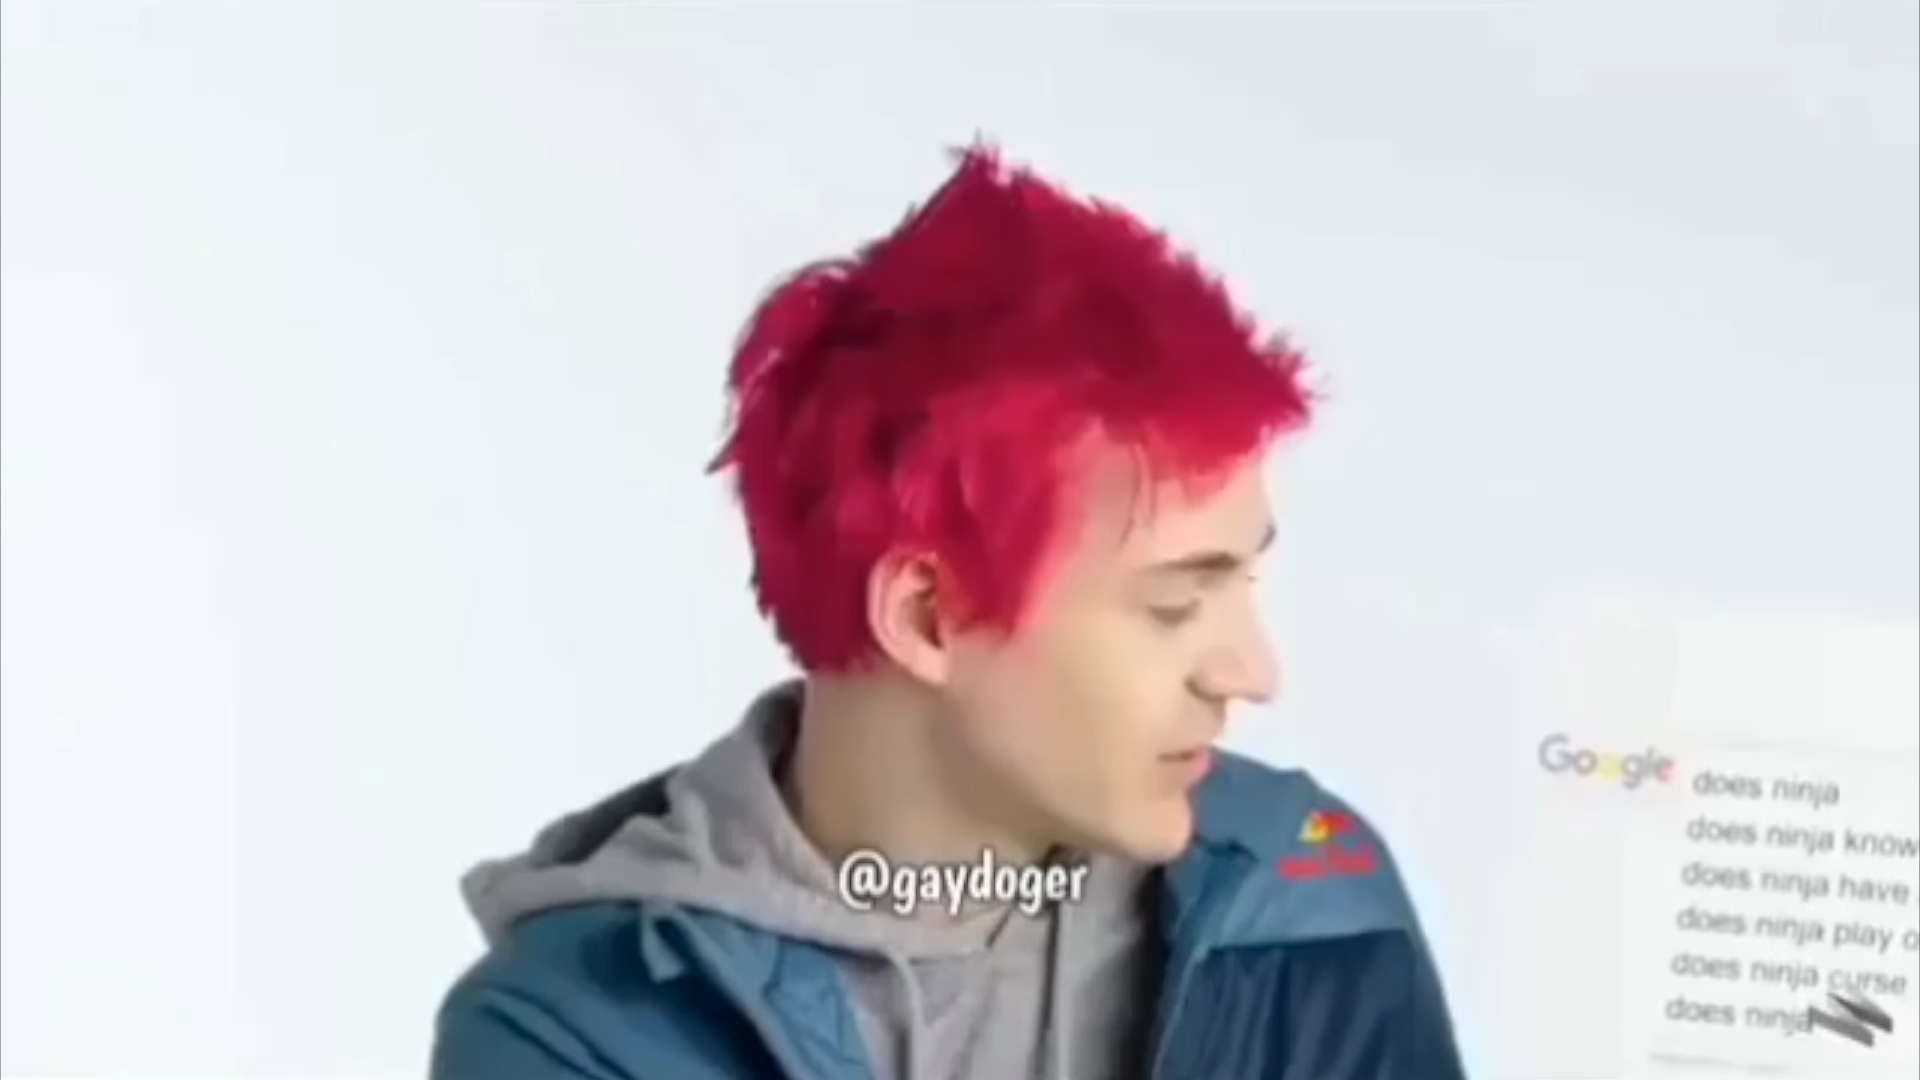 @gaydoger
Google
does ninja
does ninja know
does ninja have
does ninja play
does ninja curse
does ninja